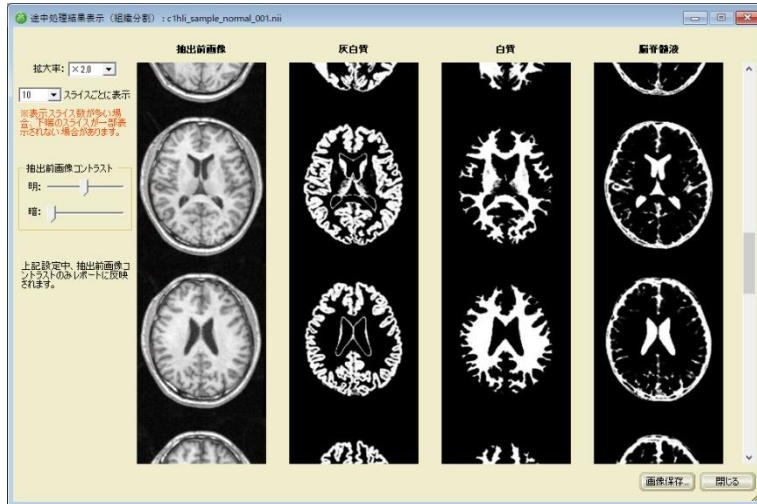 途中処理結果表示（組織分割）: c1hli_sample_normal_001.nii
抽出前画像
灰白質
白質
脳脊髄液
拡大率: ×2.0
10 スライスごとに表示
※表示スライス数が多い場
合、下端のスライスが一部表
示されない場合があります。
抽出前画像コントラスト
明:
暗:
上記設定中、抽出前画像コ
ントラストのみレポートに反映
されます。
画像保存...
閉じる